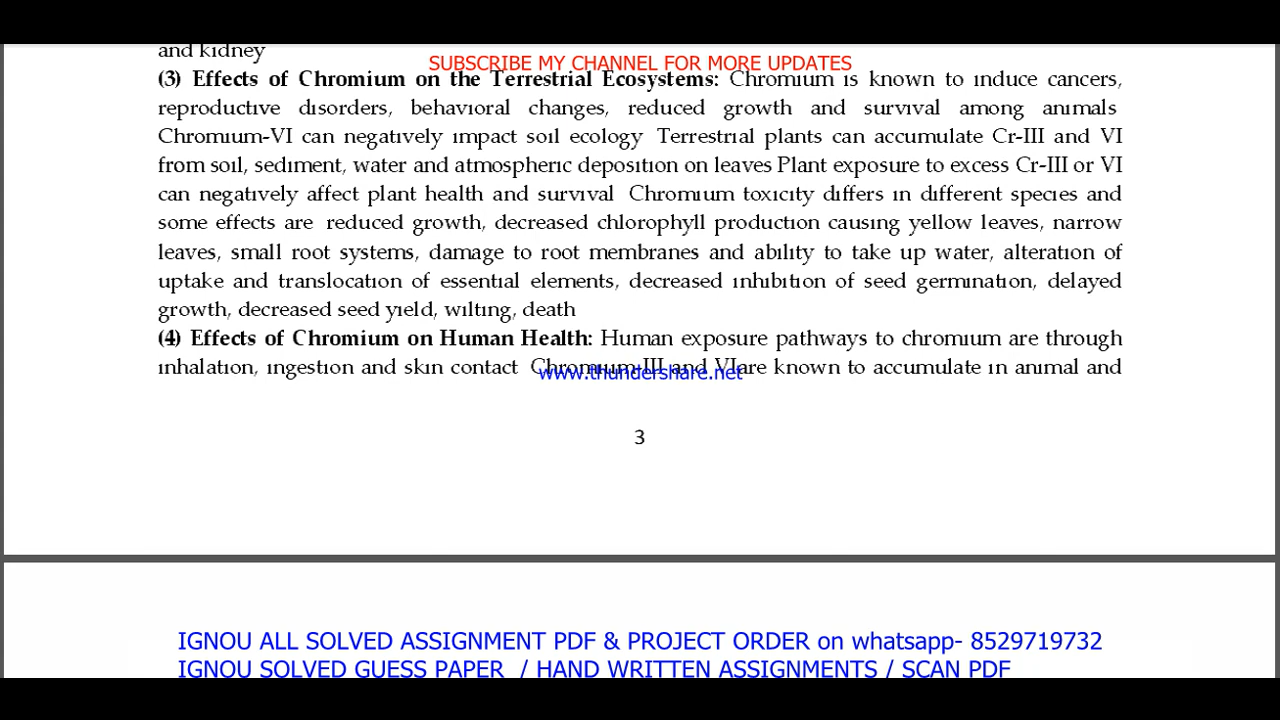 and kidney
SUBSCRIBE MY CHANNEL FOR MORE UPDATES
(3) Effects of Chromium on the Terrestrial Ecosystems: Chromium is known to induce cancers,
reproductive disorders, behavioral changes, reduced growth and survival among animals
Chromium-VI can negatively impact soil ecology Terrestrial plants can accumulate Cr-III and VI
from soil, sediment, water and atmospheric deposition on leaves Plant exposure to excess Cr-III or VI
can negatively affect plant health and survival Chromium toxicity differs in different species and
some effects are reduced growth, decreased chlorophyll production causing yellow leaves, narrow
leaves, small root systems, damage to root membranes and ability to take up water, alteration of
uptake and translocation of essential elements, decreased inhibition of seed germination, delayed
growth, decreased seed yield, wilting, death
(4) Effects of Chromium on Human Health: Human exposure pathways to chromium are through
inhalation, ingestion and skin contact Chromium-III and VIare known to accumulate in animal and
www.thundershare.net
3
IGNOU ALL SOLVED ASSIGNMENT PDF & PROJECT ORDER on whatsapp- 8529719732
IGNOU SOLVED GUESS PAPER / HAND WRITTEN ASSIGNMENTS / SCAN PDF